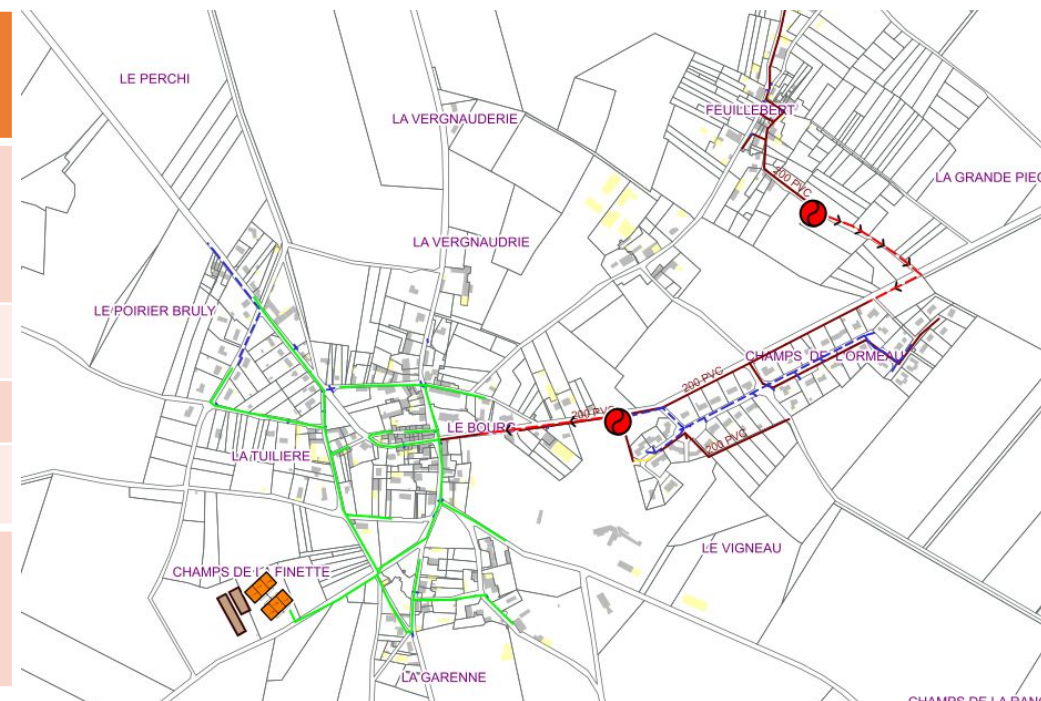 LE PERCHI
LA VERGNAUDERIE
FEUILLEBERT
200 PVC
LA GRANDE PIEC
LA VERGNAUDRIE
LE POIRIER BRULY
CHAMPS DE L'ORMEAU
200 PVC
200 PVC
LE BOURG
200 PVC
LA TUILIERE
LE VIGNEAU
CHAMPS DE LA FINETTE
LA GARENNE
CHAMPS DE LA RANC